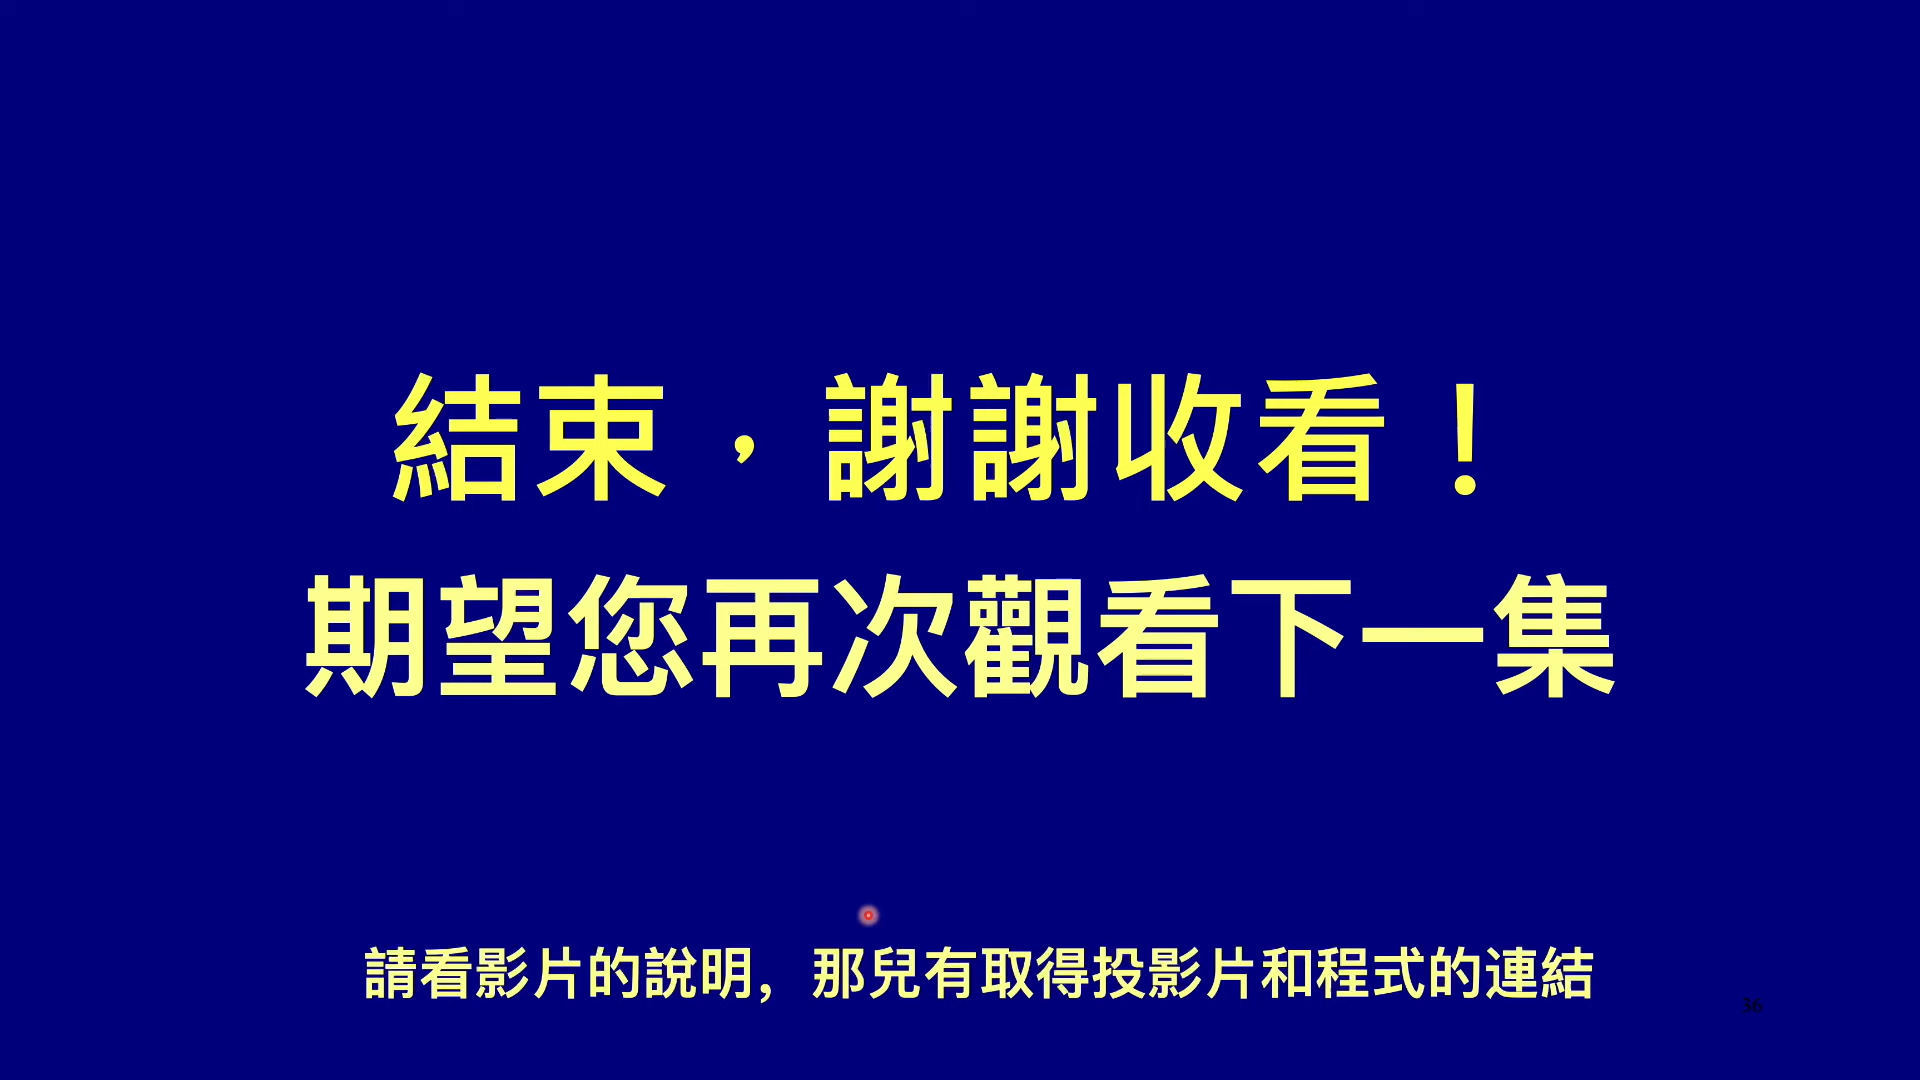 結束，謝謝收看！
期望您再次觀看下一集
請看影片的說明，那兒有取得投影片和程式的連結
36